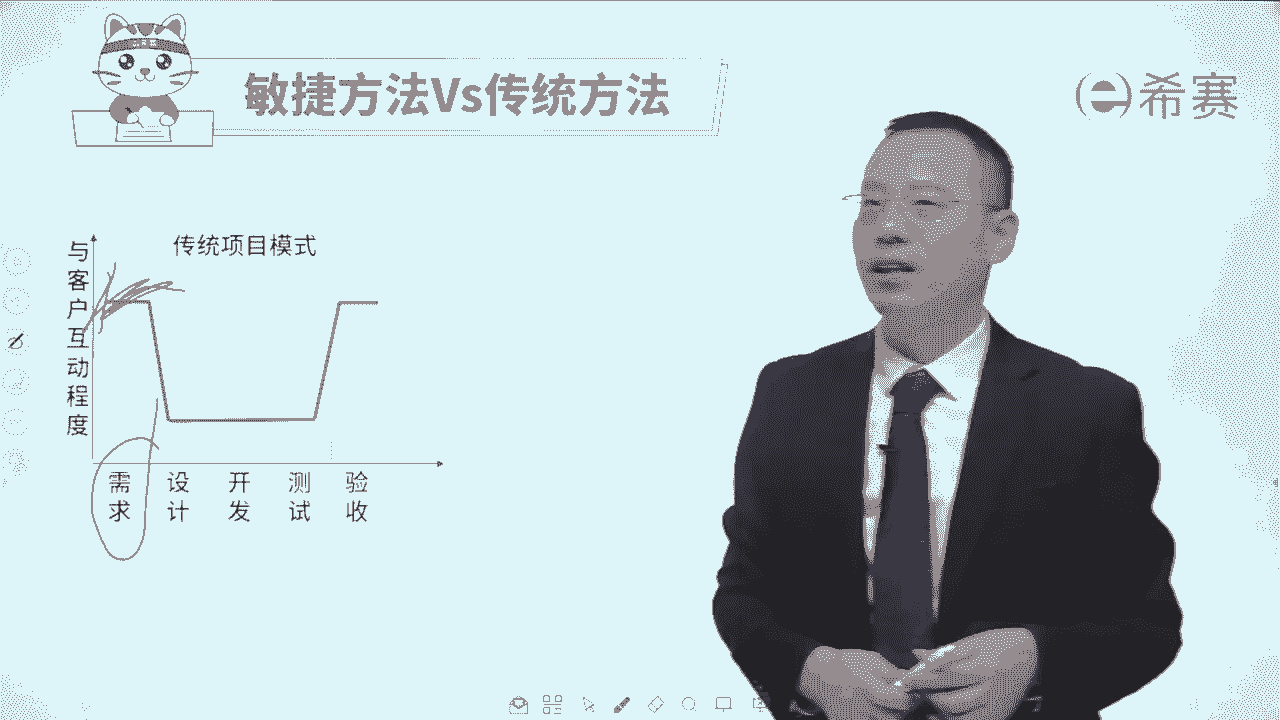 敏捷方法Vs传统方法
希赛
传统项目模式
与客户互动程度
需求
设计
开发
测试
验收